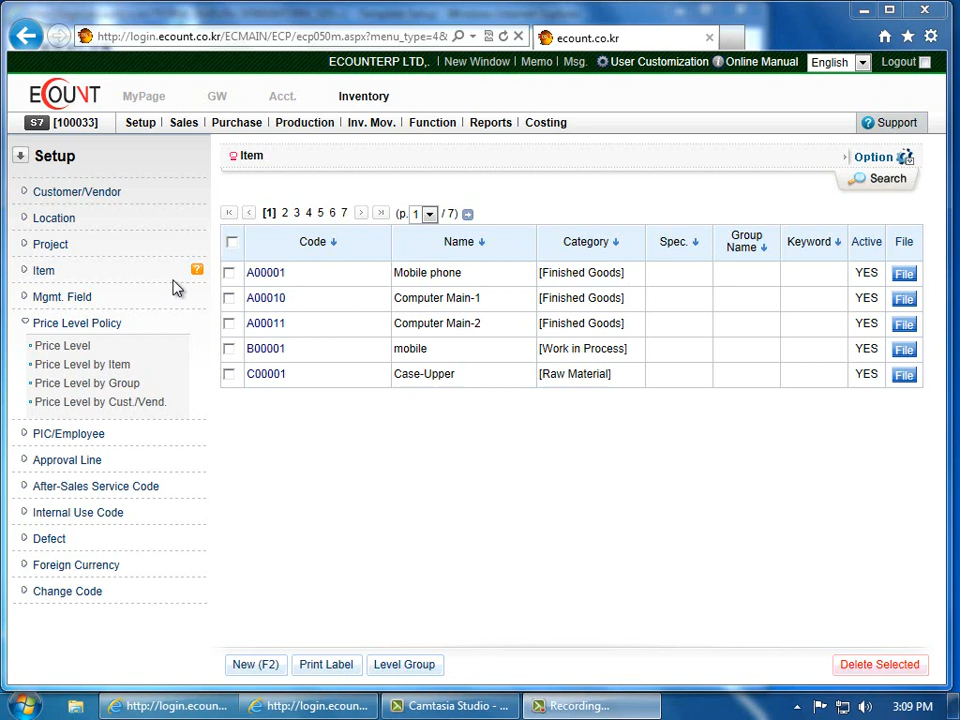 http://login.ecount.co.kr/ECMAIN/ECP/ecp050m.aspx?menu_type=4&
ecount.co.kr
ECOUNTERP LTD,. | New Window | Memo | Msg. User Customization Online Manual English Logout
ECOUNT MyPage GW Acct. Inventory
S7 [100033] Setup | Sales | Purchase | Production | Inv. Mov. | Function | Reports | Costing Support
Setup
Customer/Vendor
Location
Project
Item ?
Mgmt. Field
Price Level Policy
Price Level
Price Level by Item
Price Level by Group
Price Level by Cust./Vend.
PIC/Employee
Approval Line
After-Sales Service Code
Internal Use Code
Defect
Foreign Currency
Change Code
Item Option
Search
[1] 2 3 4 5 6 7 (p. 1 / 7)
Code Name Category Spec. Group Name Keyword Active File
A00001 Mobile phone [Finished Goods] YES File
A00010 Computer Main-1 [Finished Goods] YES File
A00011 Computer Main-2 [Finished Goods] YES File
B00001 mobile [Work in Process] YES File
C00001 Case-Upper [Raw Material] YES File
New (F2) Print Label Level Group Delete Selected
http://login.ecount.co.kr... http://login.ecoun... Camtasia Studio - ... Recording... 3:09 PM